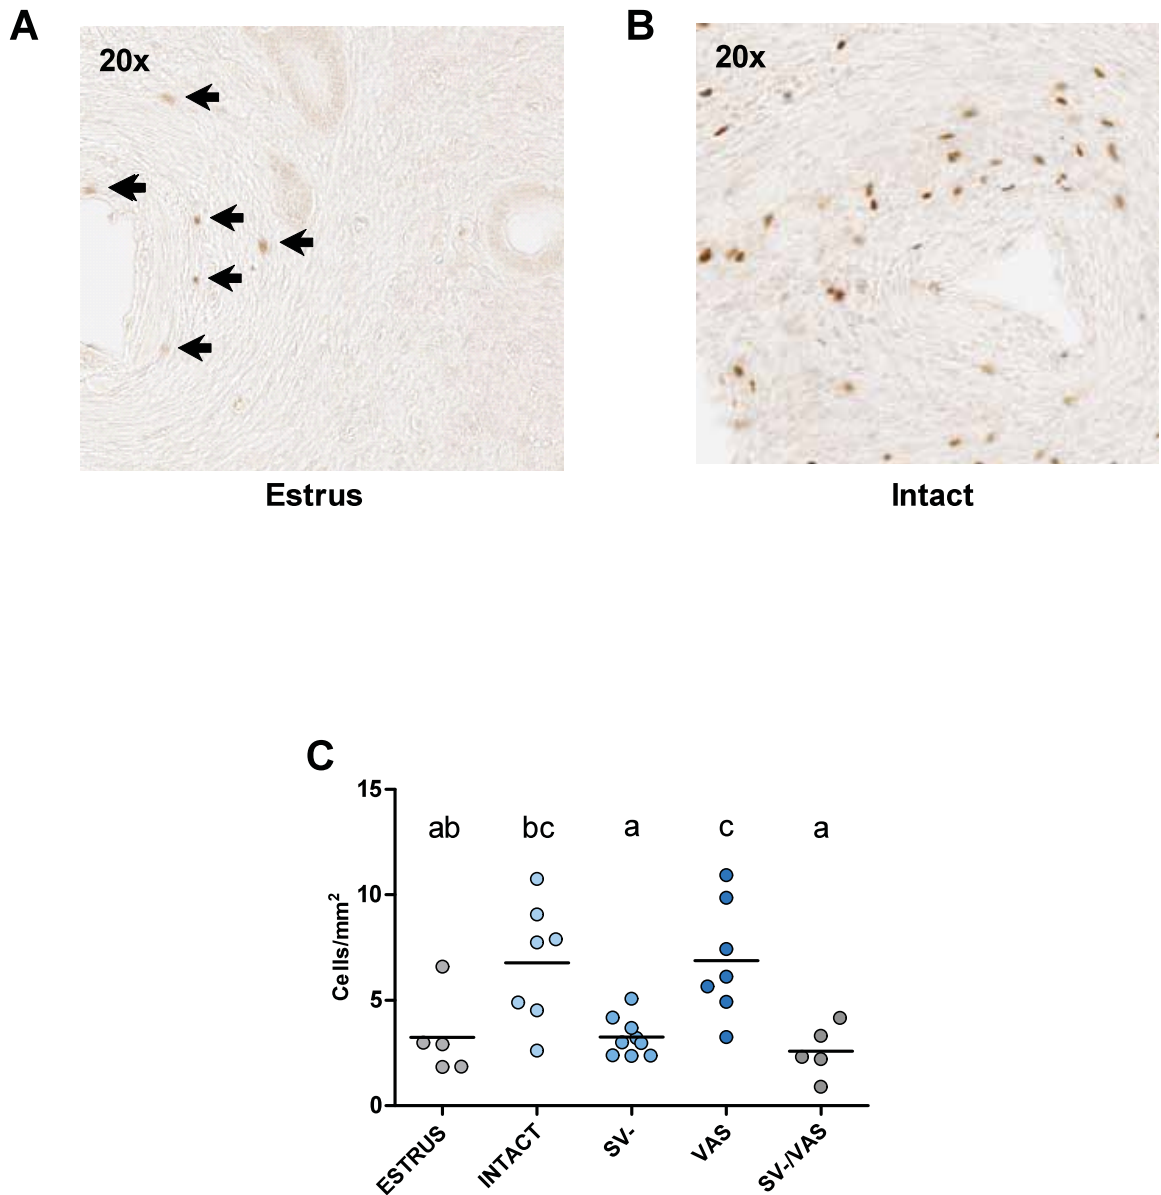 A
20x
Estrus
B
20x
Intact
C
15
10
5
0
Cells/mm²
ab
bc
a
c
a
ESTRUS
INTACT
SV-
VAS
SV-/VAS